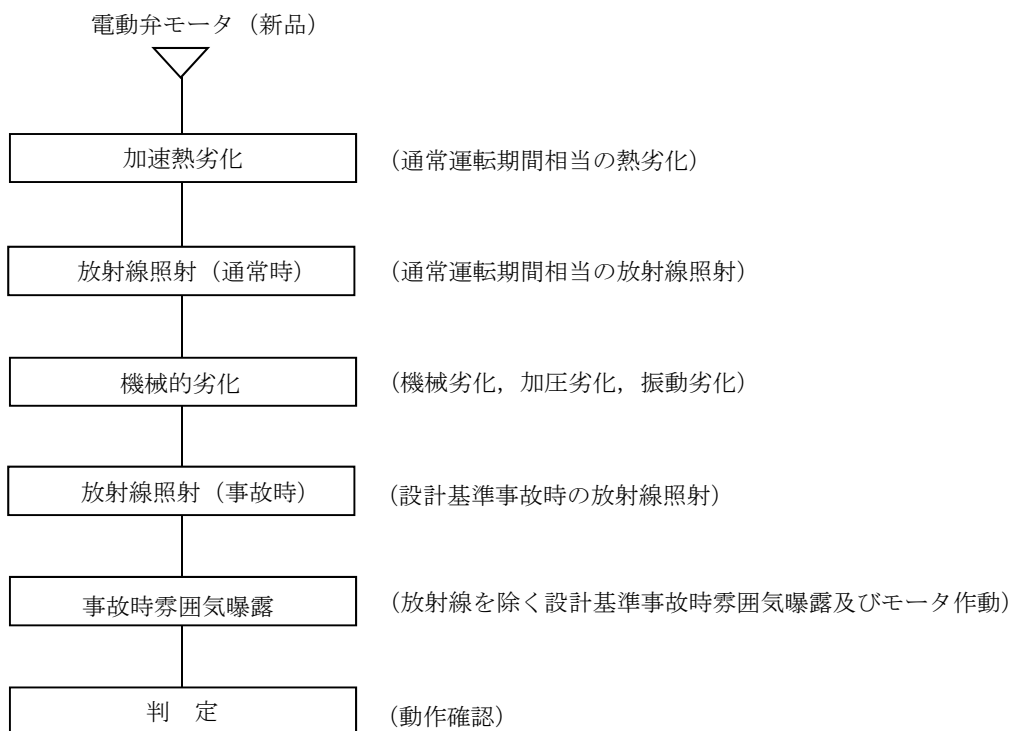 電動弁モータ（新品）
加速熱劣化　（通常運転期間相当の熱劣化）
放射線照射（通常時）　（通常運転期間相当の放射線照射）
機械的劣化　（機械劣化，加圧劣化，振動劣化）
放射線照射（事故時）　（設計基準事故時の放射線照射）
事故時雰囲気曝露　（放射線を除く設計基準事故時雰囲気曝露及びモータ作動）
判　定　（動作確認）